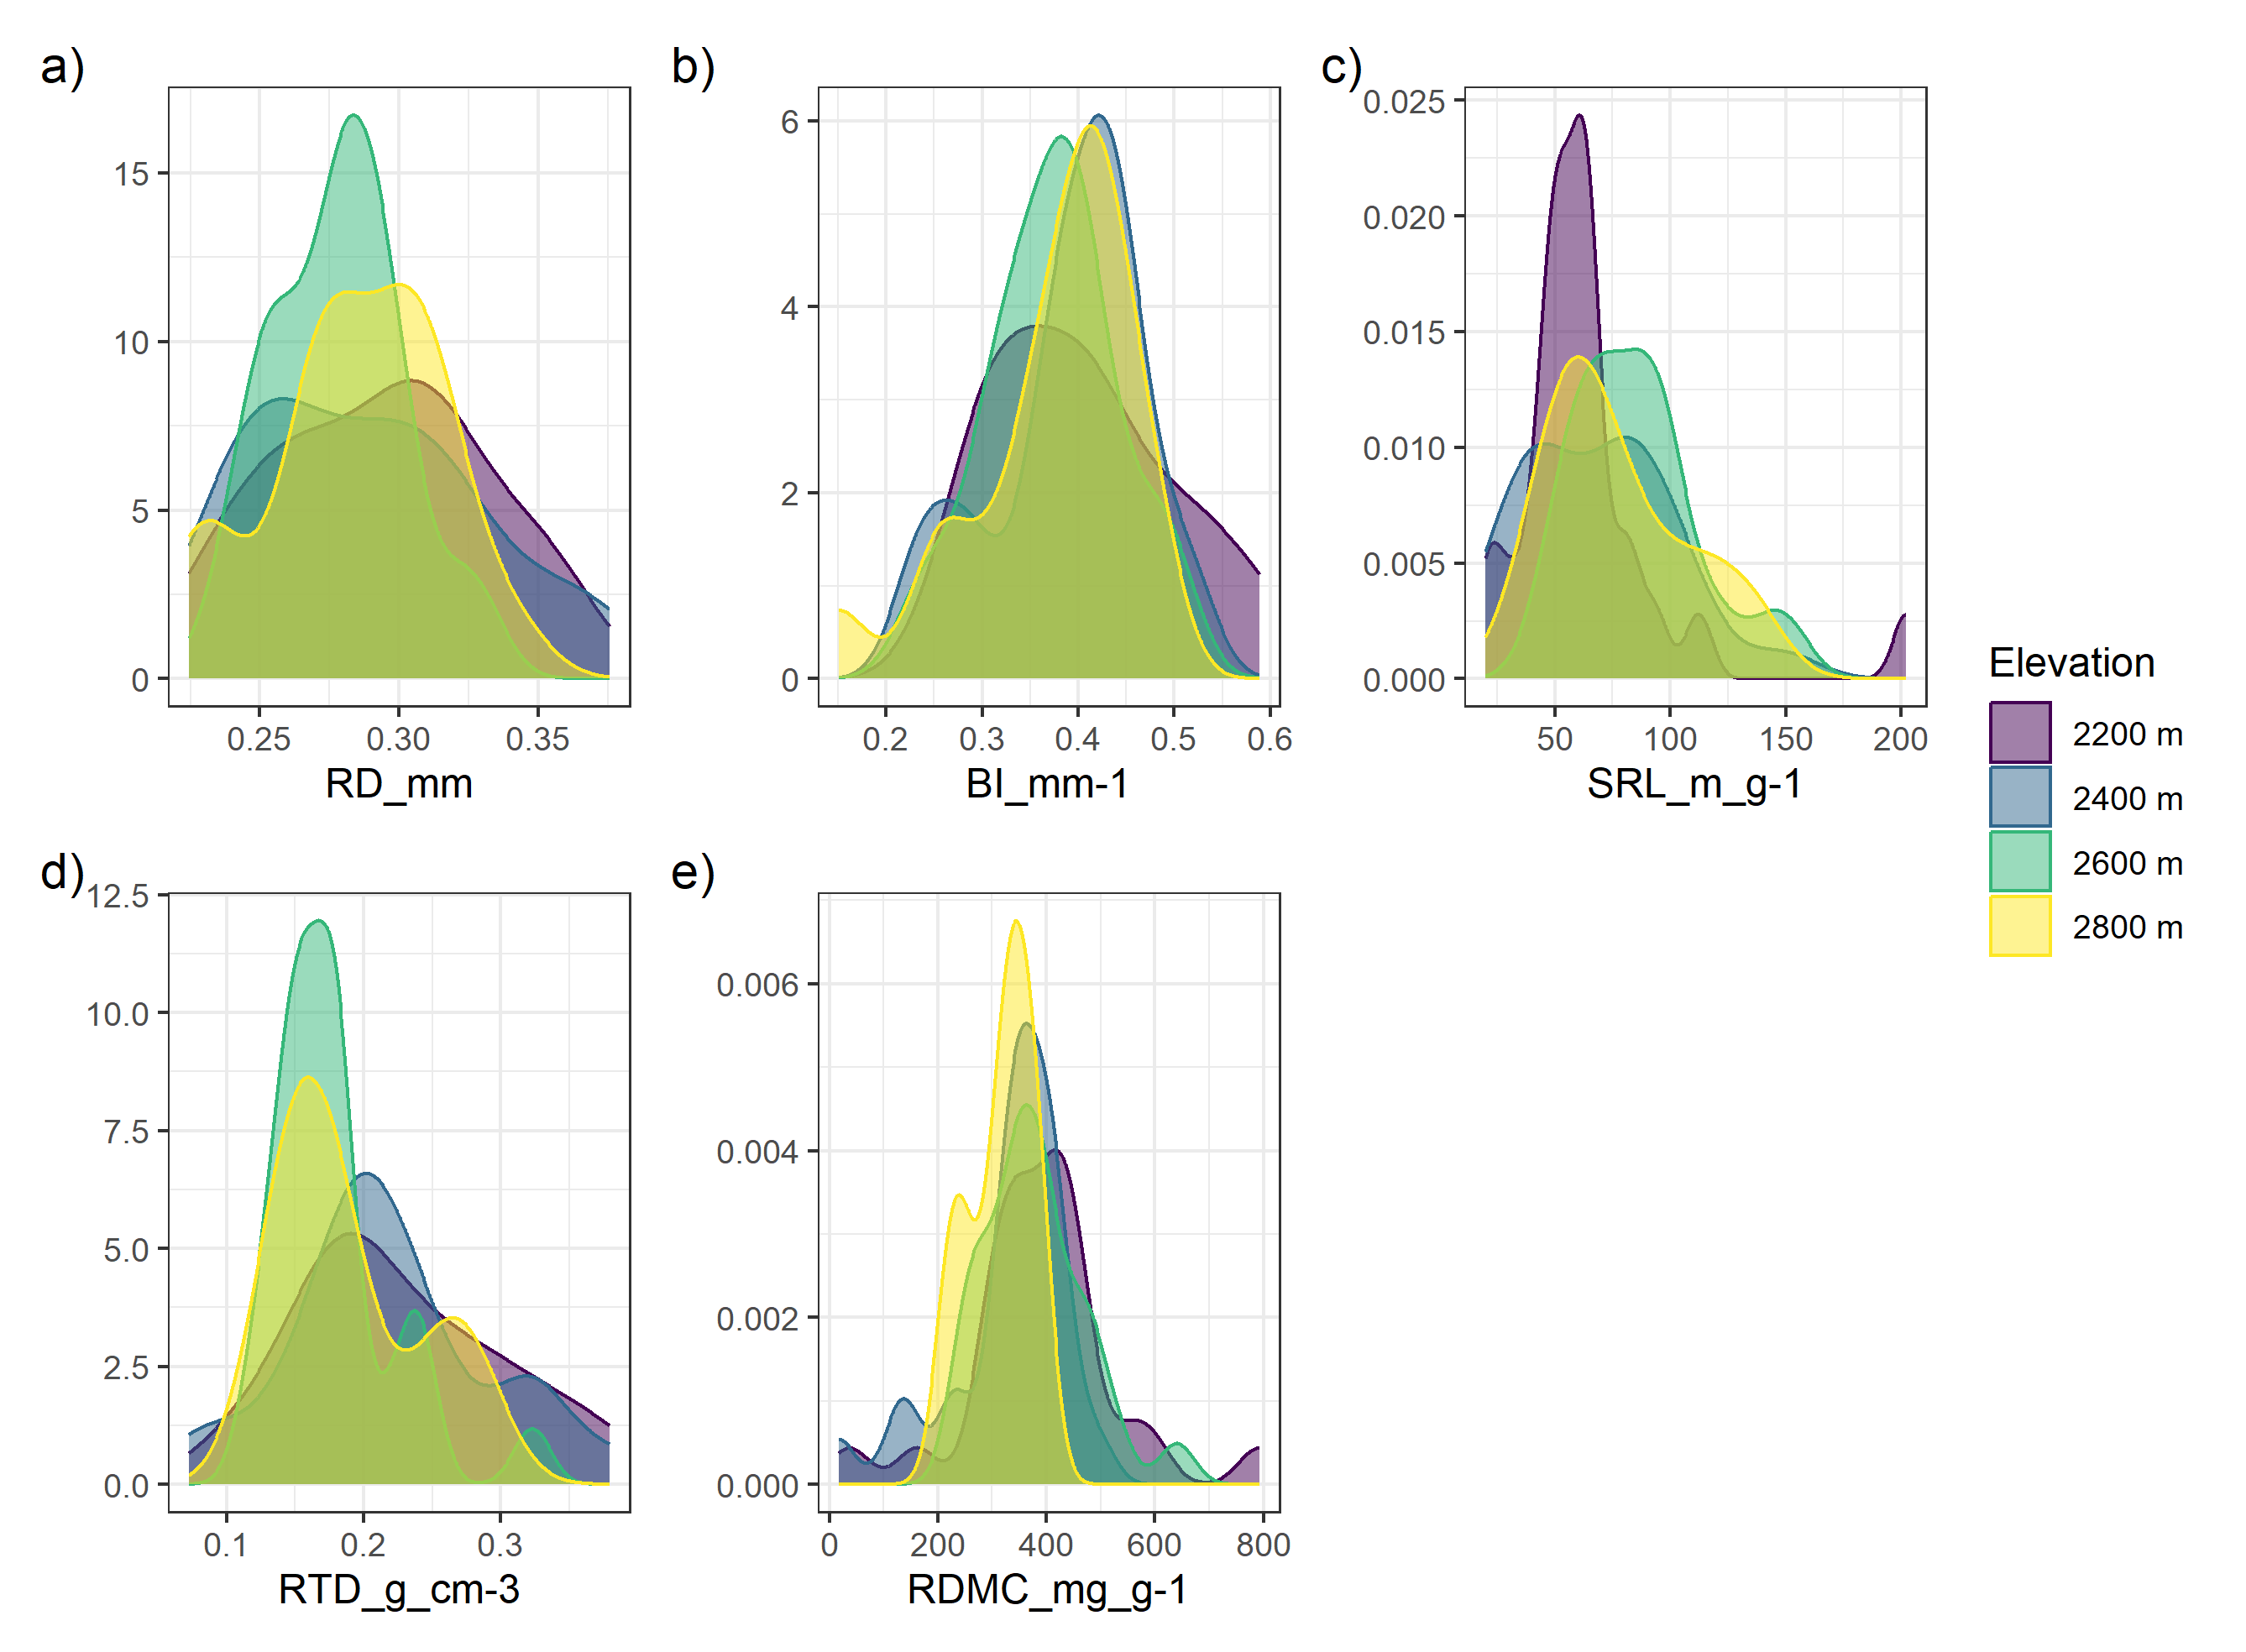 a)
15
10
5
0
0.25 0.30 0.35
RD_mm
b)
6
4
2
0
0.2 0.3 0.4 0.5 0.6
BI_mm-1
c)
0.025
0.020
0.015
0.010
0.005
0.000
50 100 150 200
SRL_m_g-1
Elevation
2200 m
2400 m
2600 m
2800 m
d)
12.5
10.0
7.5
5.0
2.5
0.0
0.1 0.2 0.3
RTD_g_cm-3
e)
0.006
0.004
0.002
0.000
0 200 400 600 800
RDMC_mg_g-1